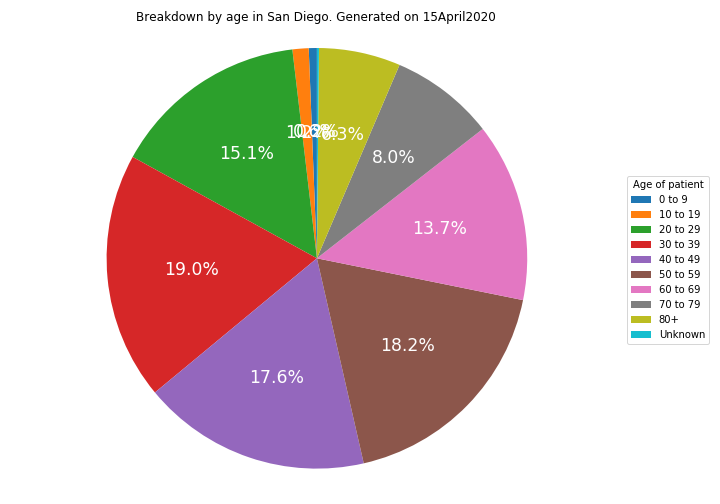 Breakdown by age in San Diego. Generated on 15April2020
6.3%
8.0%
15.1%
13.7%
19.0%
18.2%
17.6%
Age of patient
0 to 9
10 to 19
20 to 29
30 to 39
40 to 49
50 to 59
60 to 69
70 to 79
80+
Unknown